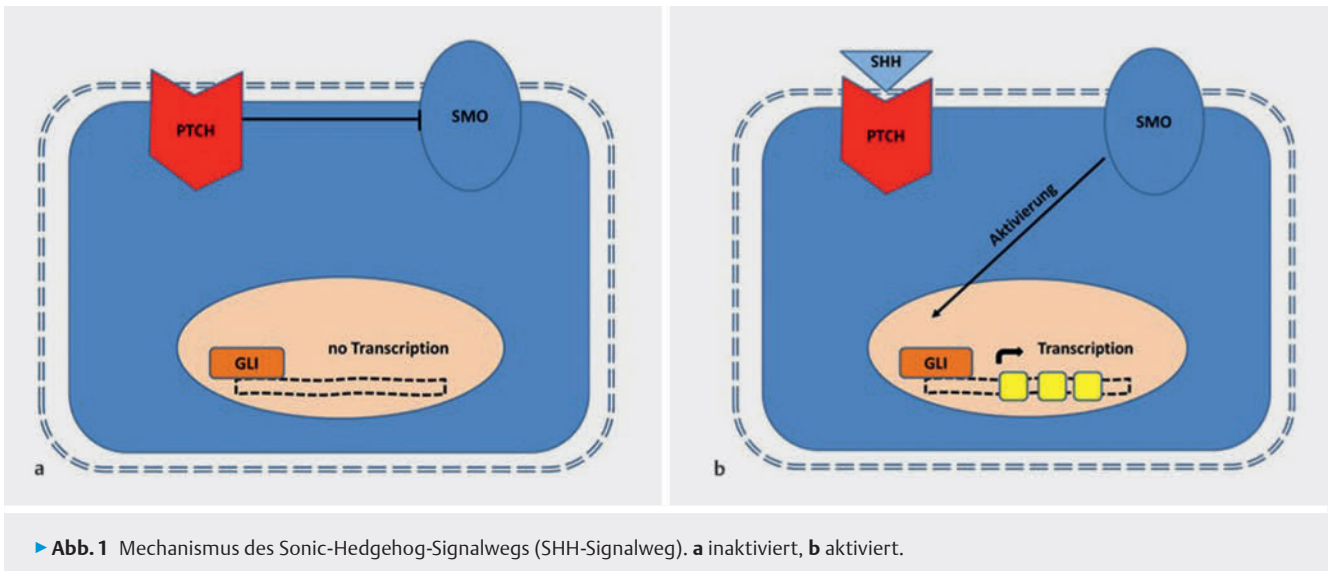 PTCH
SMO
GLI
no Transcription
a
SHH
PTCH
SMO
Aktivierung
GLI
Transcription
b
▶ Abb. 1 Mechanismus des Sonic-Hedgehog-Signalwegs (SHH-Signalweg). a inaktiviert, b aktiviert.